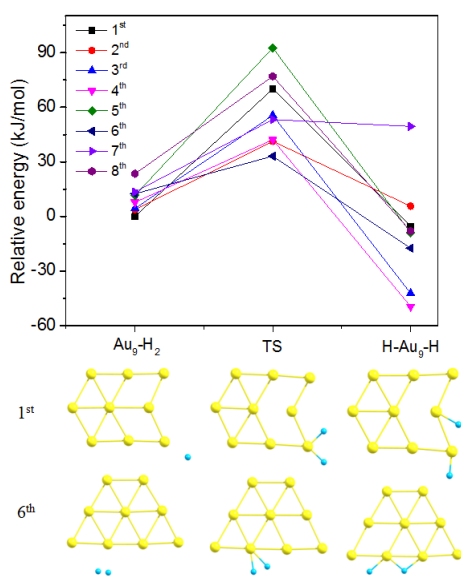 Relative energy (kJ/mol)
90
60
30
0
-30
-60
1st
2nd
3rd
4th
5th
6th
7th
8th
Au9-H2
TS
H-Au9-H
1st
6th